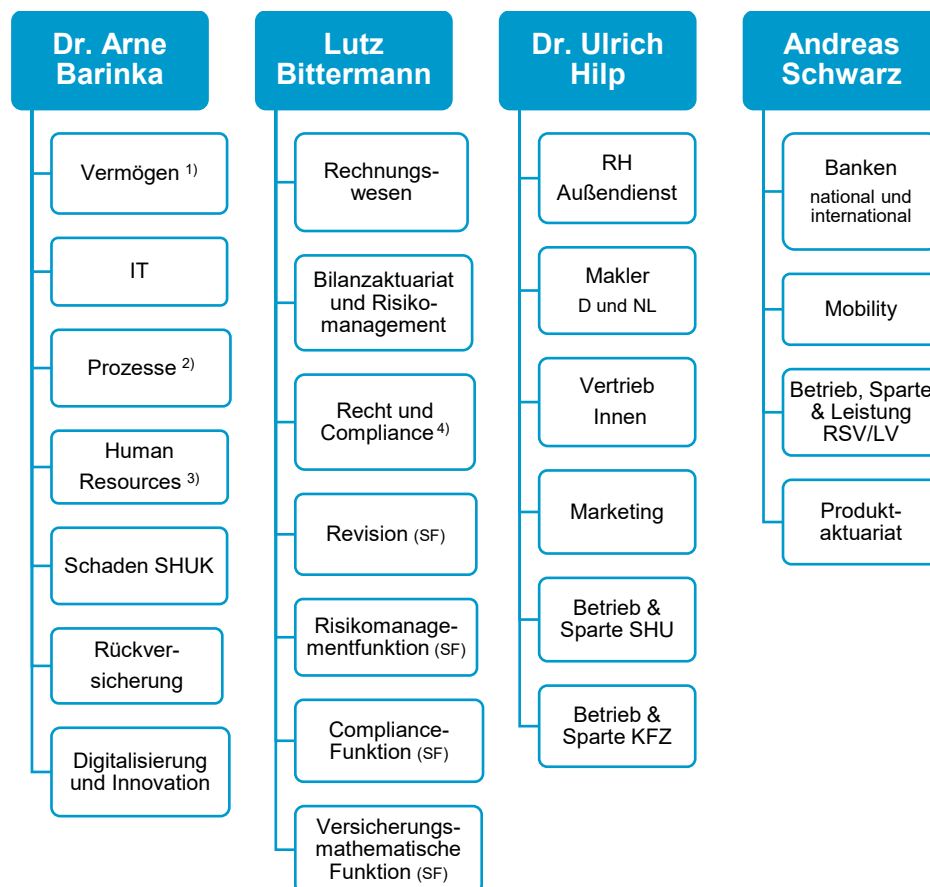 Dr. Arne
Barinka
Vermögen 1)
IT
Prozesse 2)
Human
Resources 3)
Schaden SHUK
Rückver-
sicherung
Digitalisierung
und Innovation
Lutz
Bittermann
Rechnungs-
wesen
Bilanzaktuariat
und Risiko-
management
Recht und
Compliance 4)
Revision (SF)
Risikomanage-
mentfunktion (SF)
Compliance-
Funktion (SF)
Versicherungs-
mathematische
Funktion (SF)
Dr. Ulrich
Hilp
RH
Außendienst
Makler
D und NL
Vertrieb
Innen
Marketing
Betrieb &
Sparte SHU
Betrieb &
Sparte KFZ
Andreas
Schwarz
Banken
national und
international
Mobility
Betrieb, Sparte
& Leistung
RSV/LV
Produkt-
aktuariat